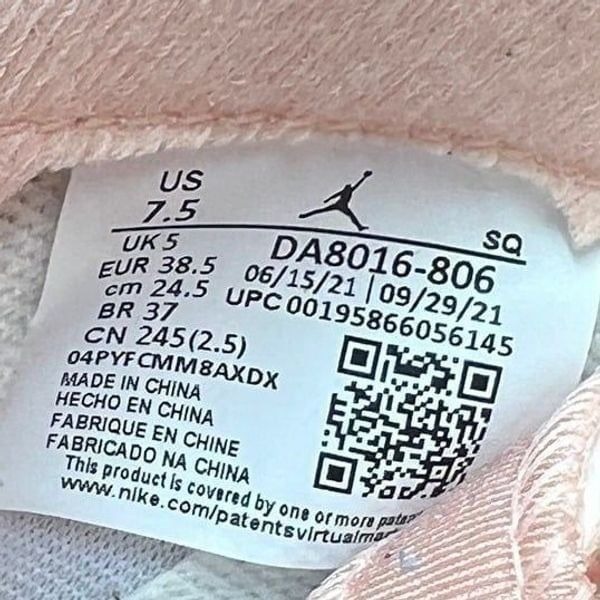 US
7.5
SQ
UK 5
DA8016-806
EUR 38.5
06/15/21 | 09/29/21
cm 24.5
UPC 00195866056145
BR 37
CN 245(2.5)
04PYFCMM8AXDX
MADE IN CHINA
HECHO EN CHINA
FABRIQUE EN CHINE
FABRICADO NA CHINA
This product is covered by one or more
www.nike.com/patentsvirtualmar